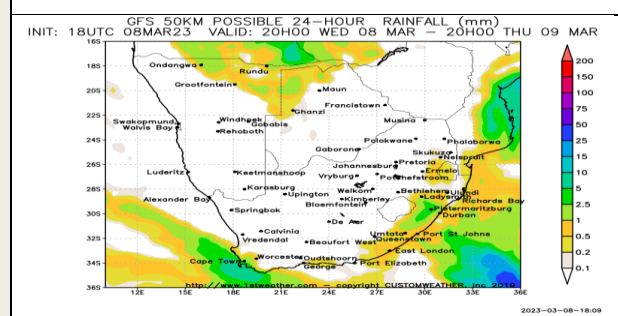 GFS 50KM POSSIBLE 24-HOUR RAINFALL (mm)
INIT: 18UTC 08MAR23 VALID: 20H00 WED 08 MAR – 20H00 THU 09 MAR
16S
18S
20S
22S
24S
26S
28S
30S
32S
34S
36S
Ondangwa
Rundu
Grootfontein
Maun
Francistown
Ghanzi
Windhoek
Gobabis
Swakopmund
Walvis Bay
Rehoboth
Musina
Polokwane
Phalaborwa
Gaborone
Skukuza
Nelspruit
Johannesburg
Pretoria
Luderitz
Keetmanshoop
Vryburg
Potchefstroom
Ermelo
Karasburg
Upington
Welkom
Bethlehem
Ulundi
Alexander Bay
Kimberley
Ladysmith
Richards Bay
Bloemfontein
Springbok
Pietermaritzburg
Durban
De Aar
Calvinia
Umtata
Port St Johns
Vredendal
Beaufort West
Queenstown
East London
Cape Town
Worcester
Oudtshoorn
George
Port Elizabeth
http://www.1stweather.com – copyright CUSTOMWEATHER, Inc 2019
12E 15E 18E 21E 24E 27E 30E 33E 36E
200
150
100
75
50
25
15
10
5
2.5
1
0.5
0.2
0.1
2023-03-08-18:09